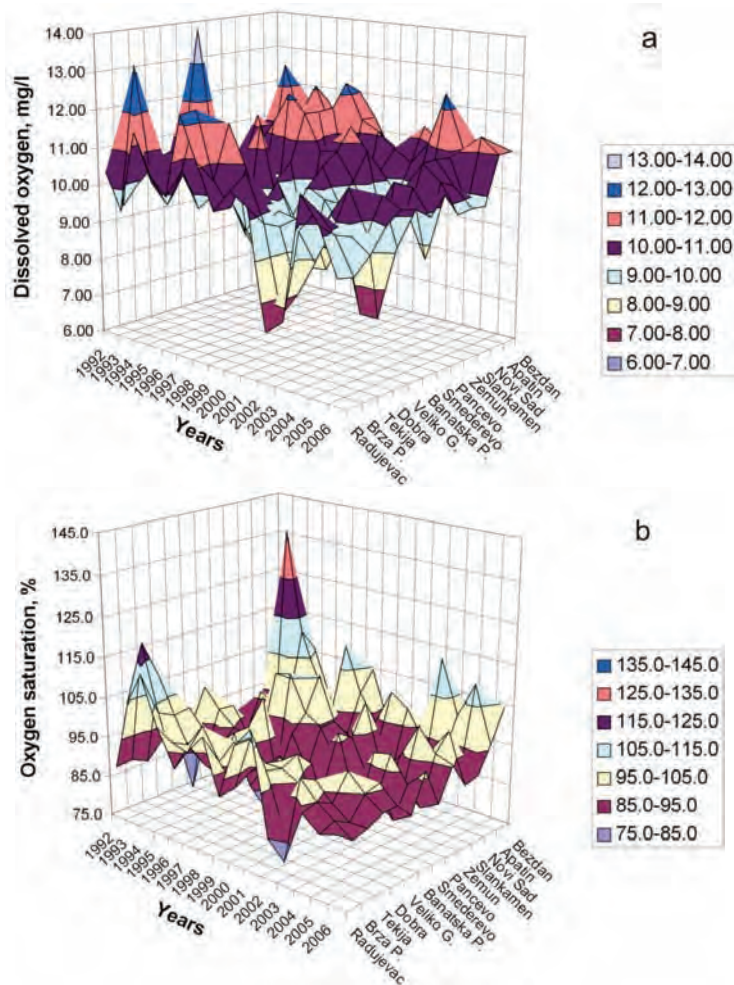 a
14.00
13.00
12.00
11.00
10.00
9.00
8.00
7.00
6.00
Dissolved oxygen, mg/l
1992
1993
1994
1995
1996
1997
1998
1999
2000
2001
2002
2003
2004
2005
2006
Years
Bezdan
Apatin
Novi Sad
Slankamen
Zemun
Pancevo
Smederevo
Banatska P.
Veliko G.
Dobra
Tekija
Brza P.
Radujevac
13.00-14.00
12.00-13.00
11.00-12.00
10.00-11.00
9.00-10.00
8.00-9.00
7.00-8.00
6.00-7.00
b
145.0
135.0
125.0
115.0
105.0
95.0
85.0
75.0
Oxygen saturation, %
1992
1993
1994
1995
1996
1997
1998
1999
2000
2001
2002
2003
2004
2005
2006
Years
Bezdan
Apatin
Novi Sad
Slankamen
Zemun
Pancevo
Smederevo
Banatska P.
Veliko G.
Dobra
Tekija
Brza P.
Radujevac
135.0-145.0
125.0-135.0
115.0-125.0
105.0-115.0
95.0-105.0
85.0-95.0
75.0-85.0